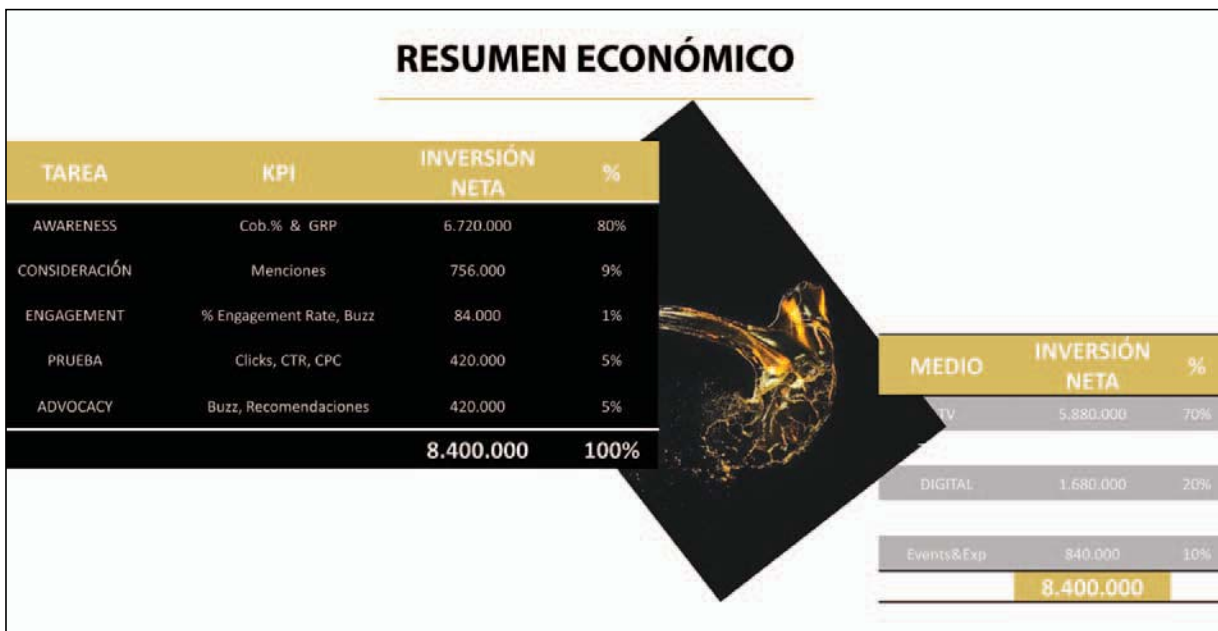 RESUMEN ECONÓMICO
TAREA KPI INVERSIÓN NETA %
AWARENESS Cob.% & GRP 6.720.000 80%
CONSIDERACIÓN Menciones 756.000 9%
ENGAGEMENT % Engagement Rate, Buzz 84.000 1%
PRUEBA Clicks, CTR, CPC 420.000 5%
ADVOCACY Buzz, Recomendaciones 420.000 5%
8.400.000 100%
MEDIO INVERSIÓN NETA %
TV 5.880.000 70%
DIGITAL 1.680.000 20%
Events&Exp 840.000 10%
8.400.000